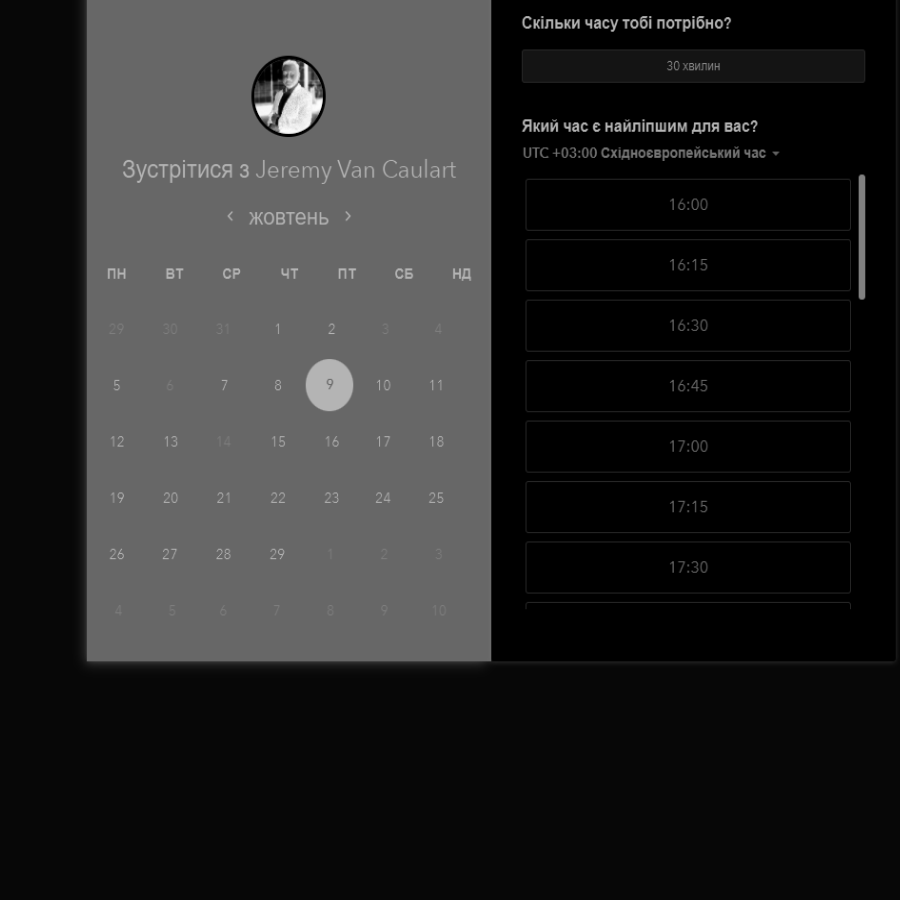 Зустрітися з Jeremy Van Caulart
жовтень
ПН ВТ СР ЧТ ПТ СБ НД
29 30 31 1 2 3 4
5 6 7 8 9 10 11
12 13 14 15 16 17 18
19 20 21 22 23 24 25
26 27 28 29 1 2 3
4 5 6 7 8 9 10
Скільки часу тобі потрібно?
30 хвилин
Який час є найліпшим для вас?
UTC +03:00 Східноєвропейський час
16:00
16:15
16:30
16:45
17:00
17:15
17:30